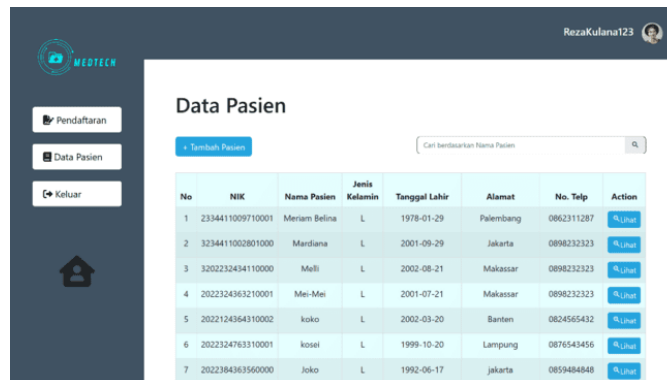 RezaKulana123
MEDTECH
Pendaftaran
Data Pasien
Keluar
Data Pasien
+ Tambah Pasien
Cari berdasarkan Nama Pasien
No NIK Nama Pasien Jenis Kelamin Tanggal Lahir Alamat No. Telp Action
1 2334411009710001 Meriam Belina L 1978-01-29 Palembang 0862311287 Lihat
2 3234411002801000 Mardiana L 2001-09-29 Jakarta 0898232323 Lihat
3 3202232434110000 Melli L 2002-08-21 Makassar 0898232323 Lihat
4 2022324363210001 Mei-Mei L 2001-07-21 Makassar 0898232323 Lihat
5 2022124364310002 koko L 2002-03-20 Banten 0824565432 Lihat
6 2022324763310001 kosei L 1999-10-20 Lampung 0876543456 Lihat
7 2022384363560000 Joko L 1992-06-17 jakarta 0859484848 Lihat